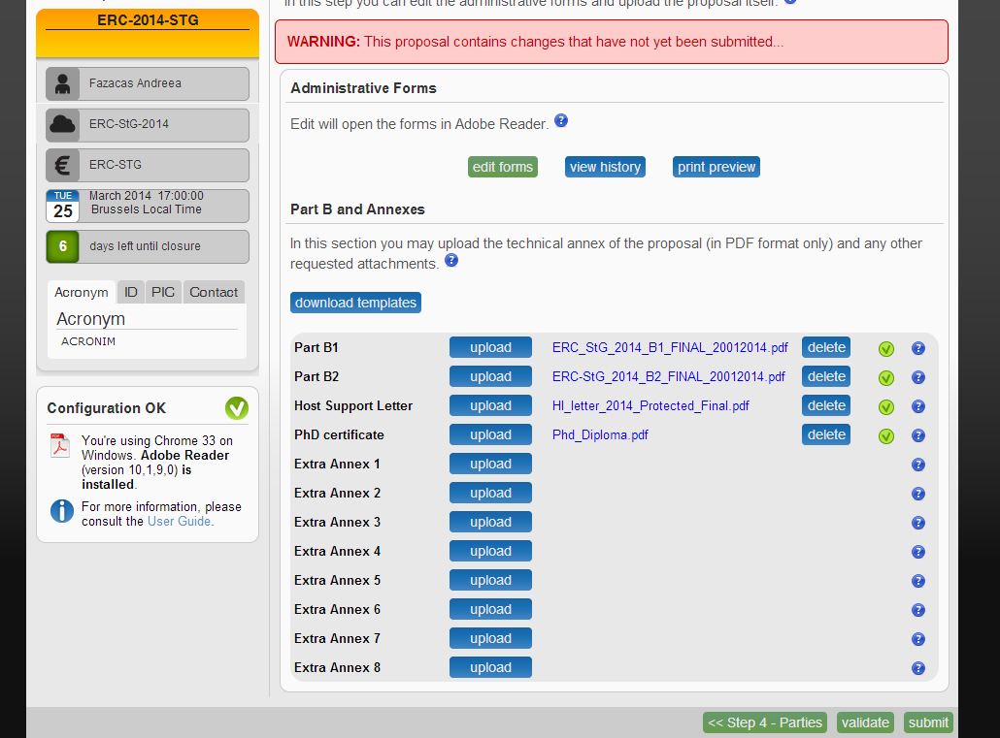 In this step you can edit the administrative forms and upload the proposal itself. ?
ERC-2014-STG
WARNING: This proposal contains changes that have not yet been submitted...
Fazacas Andreea
ERC-StG-2014
€ ERC-STG
TUE 25
March 2014 17:00:00
Brussels Local Time
6 days left until closure
Acronym ID PIC Contact
Acronym
ACRONIM
Configuration OK
You're using Chrome 33 on
Windows. Adobe Reader
(version 10,1,9,0) is
installed.
For more information, please
consult the User Guide.
Administrative Forms
Edit will open the forms in Adobe Reader. ?
edit forms view history print preview
Part B and Annexes
In this section you may upload the technical annex of the proposal (in PDF format only) and any other
requested attachments. ?
download templates
Part B1 upload ERC_StG_2014_B1_FINAL_20012014.pdf delete ?
Part B2 upload ERC-StG_2014_B2_FINAL_20012014.pdf delete ?
Host Support Letter upload HI_letter_2014_Protected_Final.pdf delete ?
PhD certificate upload Phd_Diploma.pdf delete ?
Extra Annex 1 upload ?
Extra Annex 2 upload ?
Extra Annex 3 upload ?
Extra Annex 4 upload ?
Extra Annex 5 upload ?
Extra Annex 6 upload ?
Extra Annex 7 upload ?
Extra Annex 8 upload ?
<< Step 4 - Parties validate submit